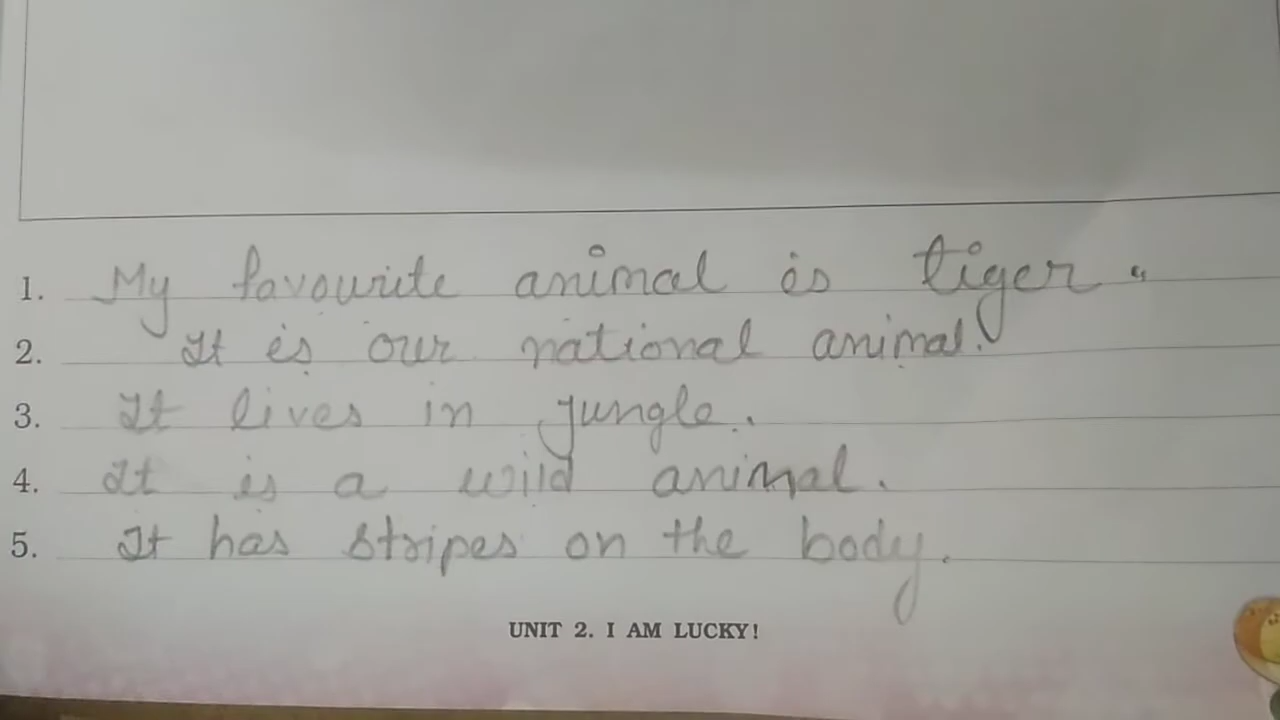 1. My favourite animal is tiger.
2. It is our national animal.
3. It lives in jungle.
4. It is a wild animal.
5. It has stripes on the body.
UNIT 2. I AM LUCKY!